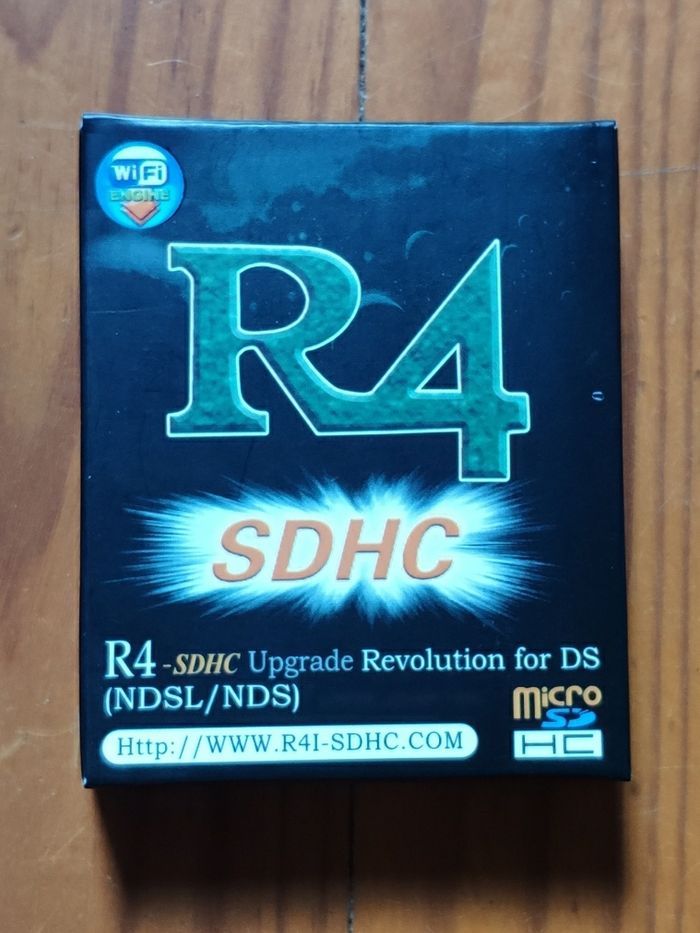 WiFi
ENGINE
R4
SDHC
R4 -SDHC Upgrade Revolution for DS
(NDSL/NDS)
micro
SD
HC
Http://WWW.R4I-SDHC.COM